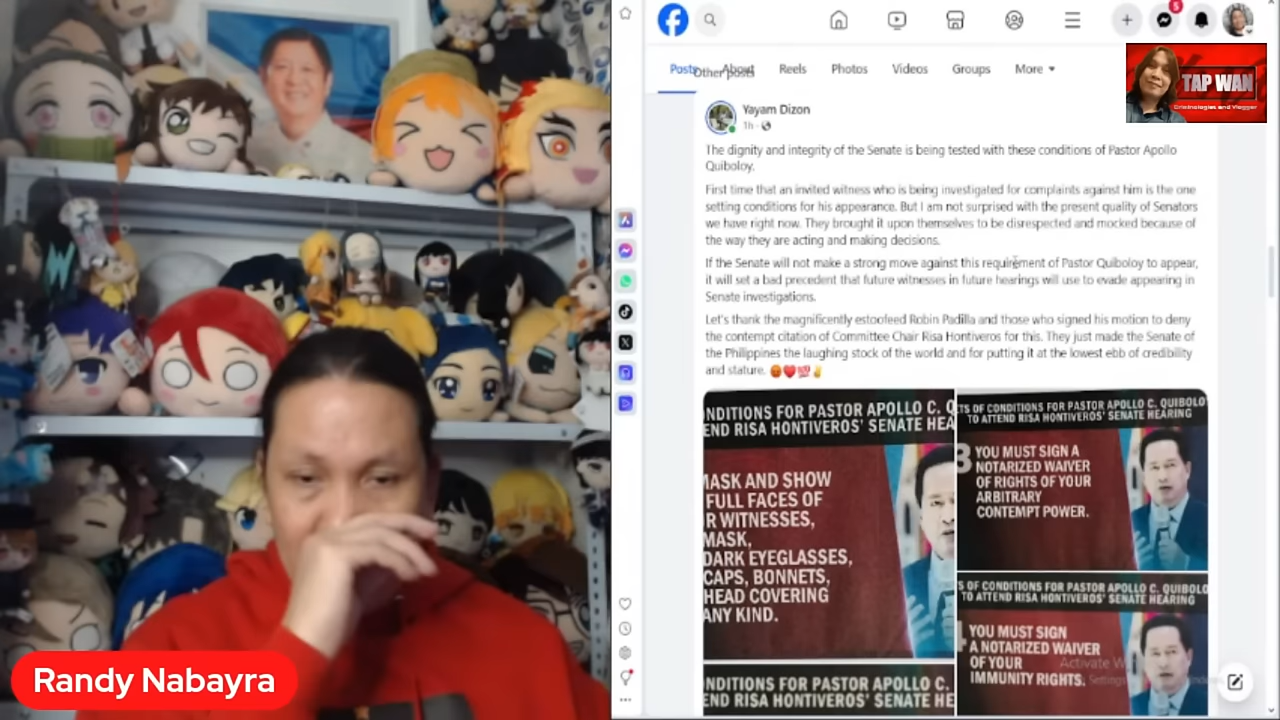 Posts
About
Reels
Photos
Videos
Groups
More
Other posts
5
TAP WAN
Criminologist and Vlogger
Yayam Dizon
1h
The dignity and integrity of the Senate is being tested with these conditions of Pastor Apollo
Quiboloy.
First time that an invited witness who is being investigated for complaints against him is the one
setting conditions for his appearance. But I am not surprised with the present quality of Senators
we have right now. They brought it upon themselves to be disrespected and mocked because of
the way they are acting and making decisions.
If the Senate will not make a strong move against this requirement of Pastor Quiboloy to appear,
it will set a bad precedent that future witnesses in future hearings will use to evade appearing in
Senate investigations.
Let's thank the magnificently estoofeed Robin Padilla and those who signed his motion to deny
the contempt citation of Committee Chair Risa Hontiveros for this. They just made the Senate of
the Philippines the laughing stock of the world and for putting it at the lowest ebb of credibility
and stature. 😡❤️💯✌️
NDITIONS FOR PASTOR APOLLO C. Q
END RISA HONTIVEROS' SENATE HEA
MASK AND SHOW
FULL FACES OF
R WITNESSES,
MASK,
DARK EYEGLASSES,
CAPS, BONNETS,
HEAD COVERING
ANY KIND.
TS OF CONDITIONS FOR PASTOR APOLLO C. QUIBOLO
TO ATTEND RISA HONTIVEROS' SENATE HEARING
3 YOU MUST SIGN A
NOTARIZED WAIVER
OF RIGHTS OF YOUR
ARBITRARY
CONTEMPT POWER.
S OF CONDITIONS FOR PASTOR APOLLO C. QUIBOLO
TO ATTEND RISA HONTIVEROS' SENATE HEARING
YOU MUST SIGN
A NOTARIZED WAIVER
OF YOUR
IMMUNITY RIGHTS.
NDITIONS FOR PASTOR APOLLO C.
END RISA HONTIVEROS' SENATE HE
Activate W
Settings
Randy Nabayra